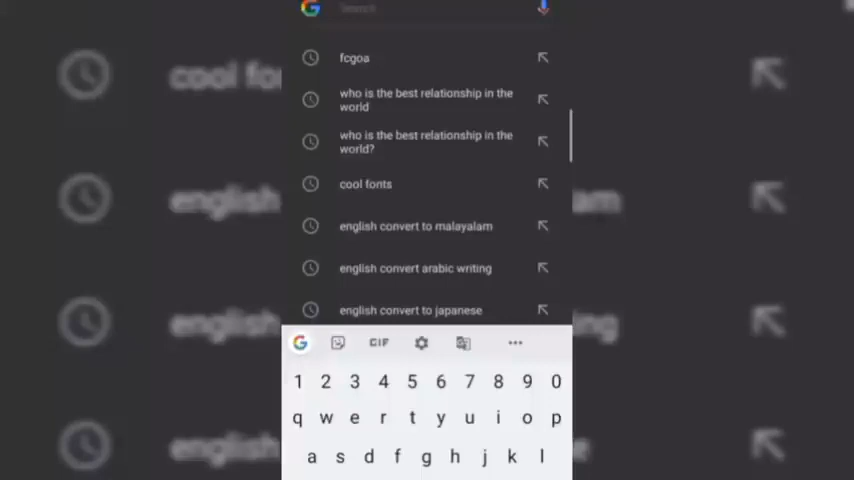 Search
fcgoa
who is the best relationship in the
world
who is the best relationship in the
world?
cool fonts
english convert to malayalam
english convert arabic writing
english convert to japanese
GIF
1 2 3 4 5 6 7 8 9 0
q w e r t y u i o p
a s d f g h j k l